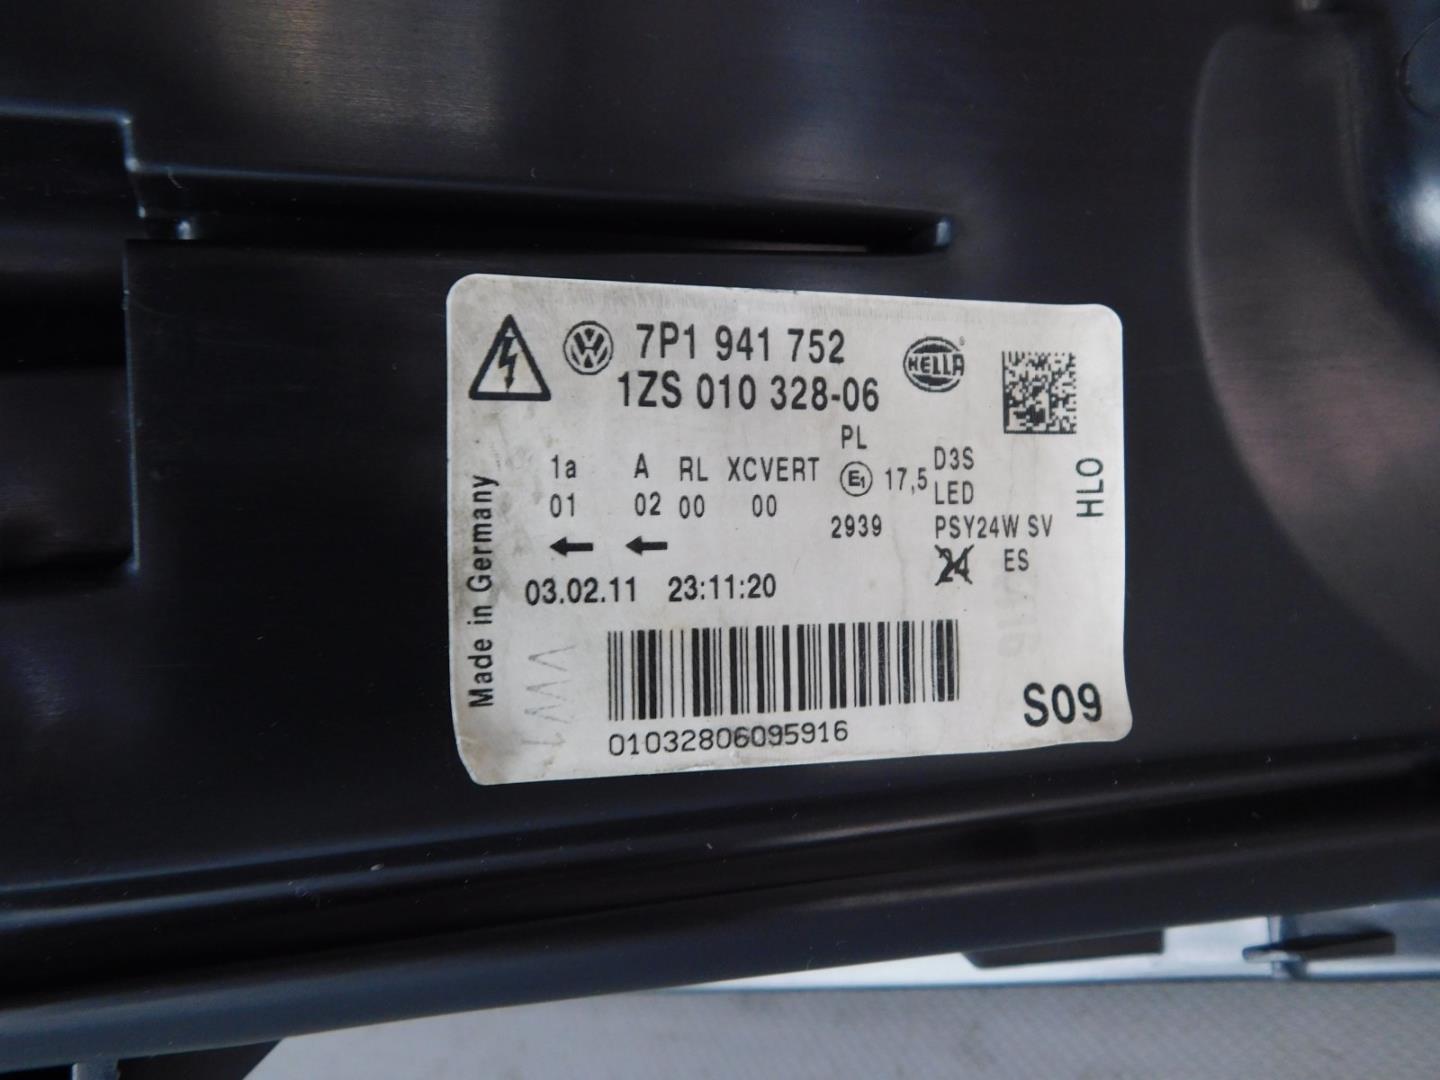 7P1 941 752
1ZS 010 328-06
HELLA
PL
1a A RL XCVERT E1 17,5 D3S
01 02 00 00 LED
2939 PSY24W SV
24 ES
HLO
03.02.11 23:11:20
Made in Germany
01032806095916
S09